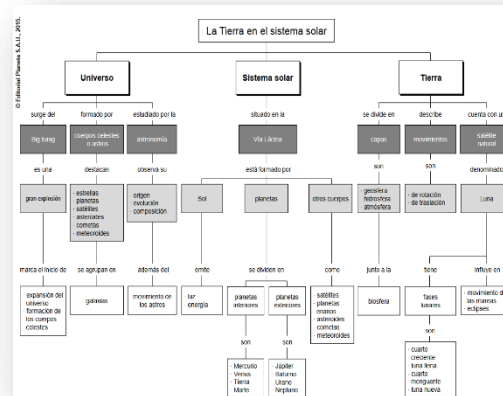 © Editorial Planeta S.A.U., 2015.
La Tierra en el sistema solar
Universo
Sistema solar
Tierra
surge del
formado por
estudiado por la
situado en la
se divide en
describe
cuenta con un
Big bang
cuerpos celestes
o astros
astronomía
Vía Láctea
capas
movimientos
satélite
natural
es una
destacan
observa su
está formado por
son
son
denominado
gran explosión
- estrellas
- planetas
- satélites
- asteroides
- cometas
- meteoroides
origen
evolución
composición
Sol
planetas
otros cuerpos
- geosfera
- hidrosfera
- atmósfera
- de rotación
- de traslación
Luna
marca el inicio de
se agrupan en
además del
emite
se dividen en
como
junto a la
tiene
influye en
- expansión del
universo
- formación de
los cuerpos
celestes
galaxias
movimiento de
los astros
luz
energía
planetas
interiores
planetas
exteriores
- satélites
- planetas
enanos
- asteroides
- cometas
- meteoroides
biosfera
fases
lunares
- movimiento de
las mareas
- eclipses
son
son
son
- Mercurio
- Venus
- Tierra
- Marte
- Júpiter
- Saturno
- Urano
- Neptuno
- cuarto
creciente
- luna llena
- cuarto
menguante
- luna nueva